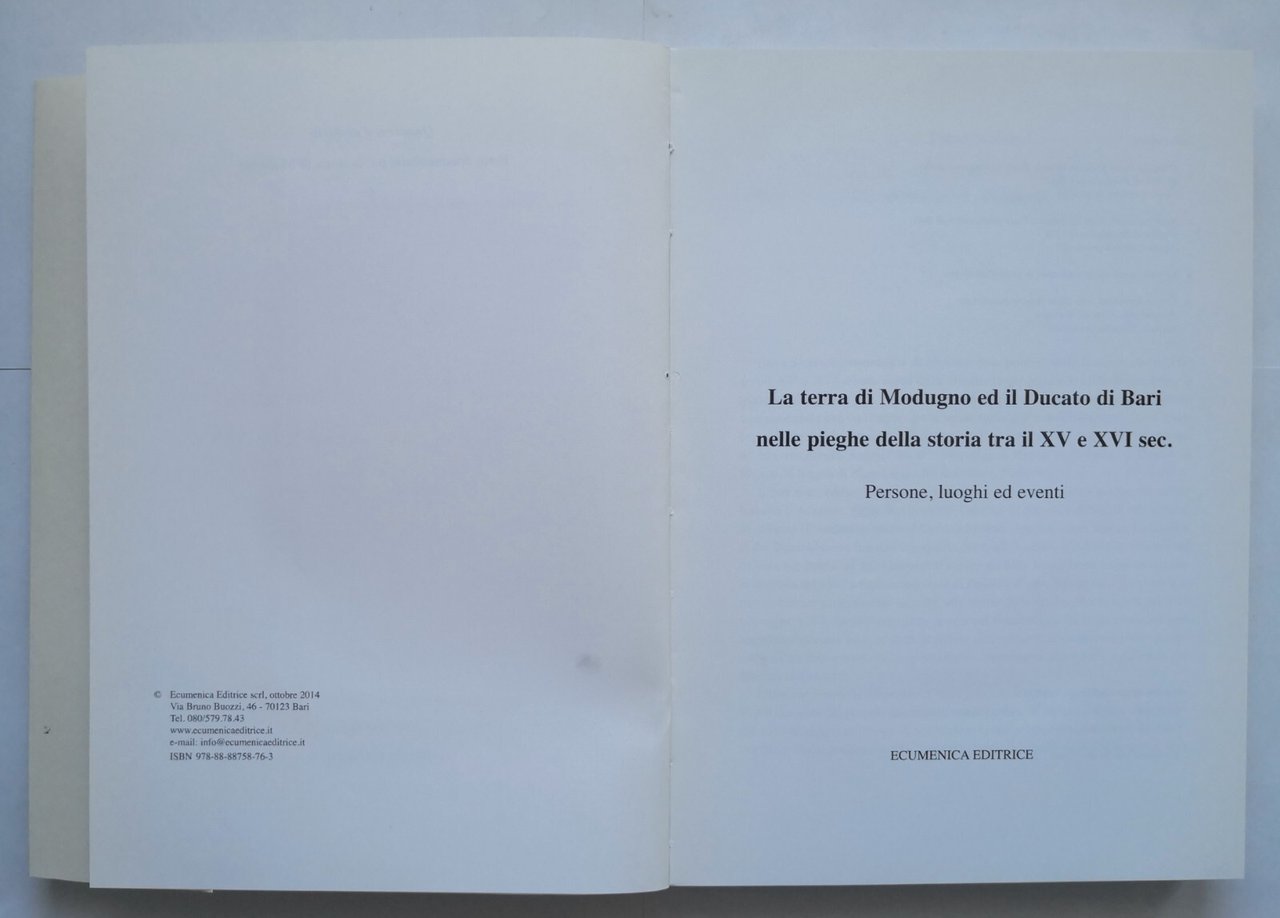 © Ecumenica Editrice scrl, ottobre 2014
Via Bruno Buozzi, 46 - 70123 Bari
Tel. 080/579.78.43
www.ecumenicaeditrice.it
e-mail: info@ecumenicaeditrice.it
ISBN 978-88-88758-76-3
La terra di Modugno ed il Ducato di Bari
nelle pieghe della storia tra il XV e XVI sec.
Persone, luoghi ed eventi
ECUMENICA EDITRICE